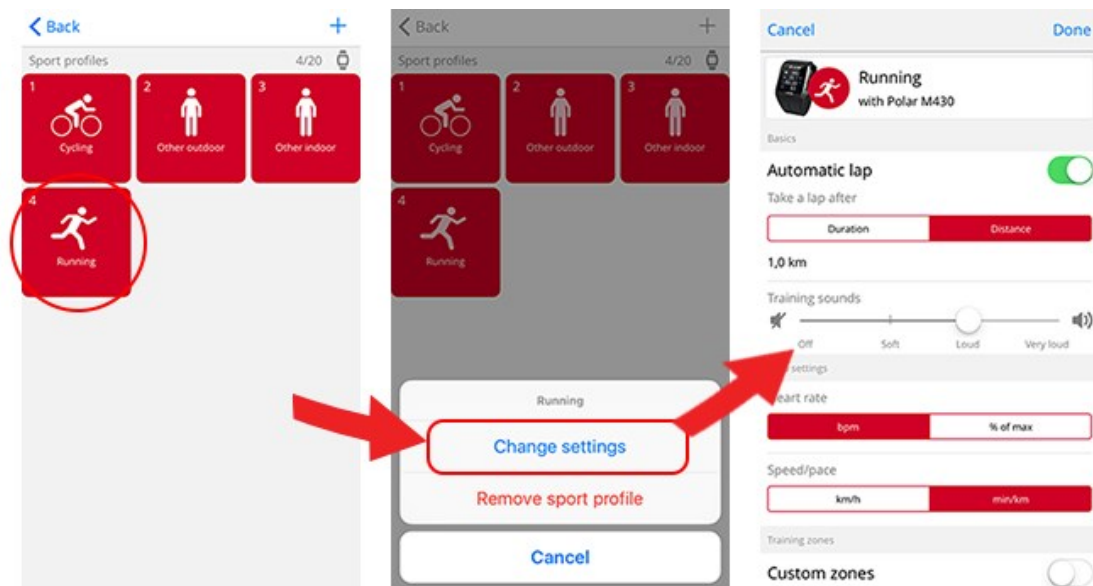 Back
Sport profiles 4/20
1 2 3
Cycling Other outdoor Other indoor
4
Running
Back
Sport profiles 4/20
1 2 3
Cycling Other outdoor Other indoor
4
Running
Running
Change settings
Remove sport profile
Cancel
Cancel Done
Running
with Polar M430
Basics
Automatic lap
Take a lap after
Duration Distance
1,0 km
Training sounds
Off Soft Loud Very loud
settings
eart rate
bpm % of max
Speed/pace
km/h min/km
Training zones
Custom zones